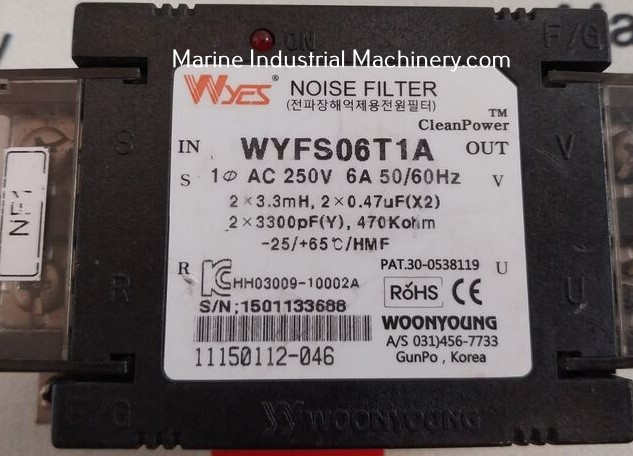 ON
F/G
Marine Industrial Machinery.com
WYES® NOISE FILTER
(전파장해억제용전원필터)
CleanPower™
IN WYFS06T1A OUT
S 1Φ AC 250V 6A 50/60Hz V
2×3.3mH, 2×0.47uF(X2)
2×3300pF(Y), 470Kohm
-25/+65℃/HMF
R HH03009-10002A PAT.30-0538119 U
S/N;1501133688
RoHS CE
WOONYOUNG
A/S 031)456-7733
GunPo , Korea
11150112-046
S
R
V
U
NF1
F/G
WOONYOUNG